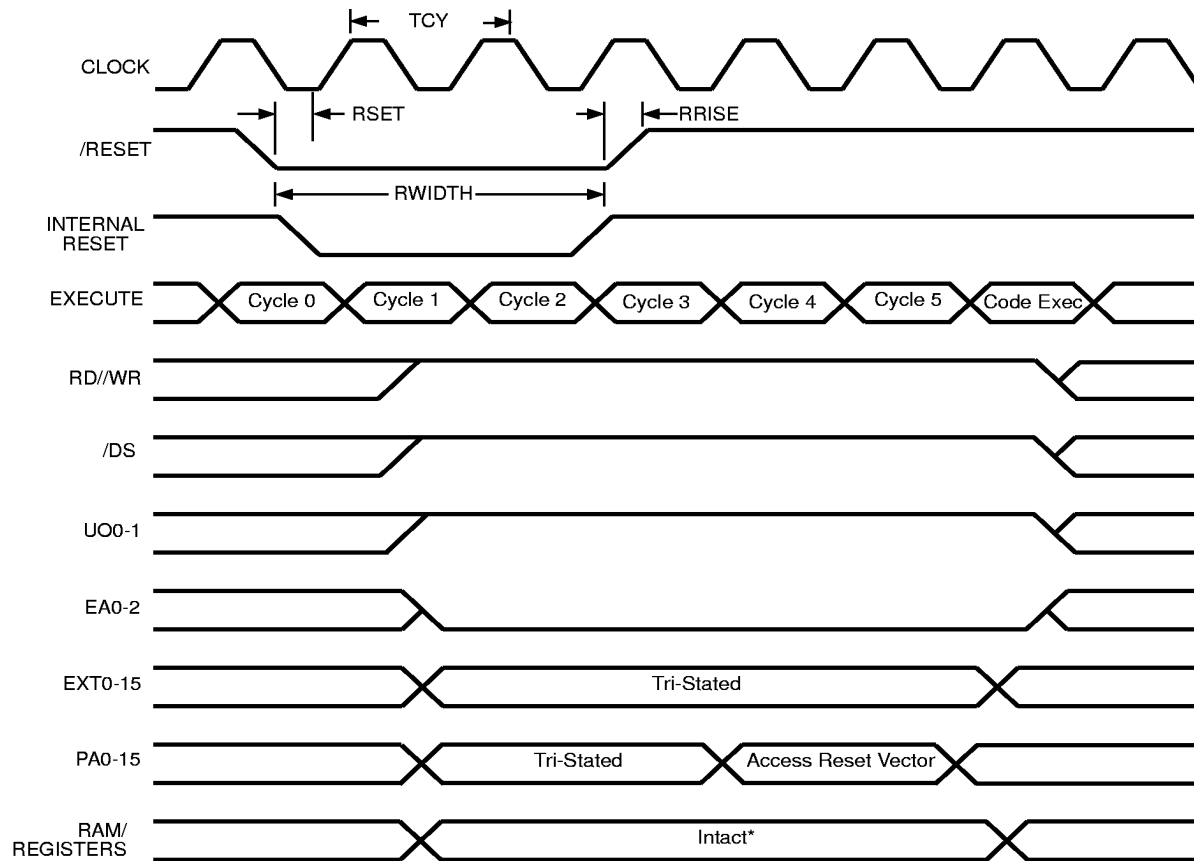 TCY
CLOCK
RSET
RRISE
/RESET
RWIDTH
INTERNAL
RESET
EXECUTE
Cycle 0
Cycle 1
Cycle 2
Cycle 3
Cycle 4
Cycle 5
Code Exec
RD//WR
/DS
UO0-1
EA0-2
EXT0-15
Tri-Stated
PA0-15
Tri-Stated
Access Reset Vector
RAM/
REGISTERS
Intact*